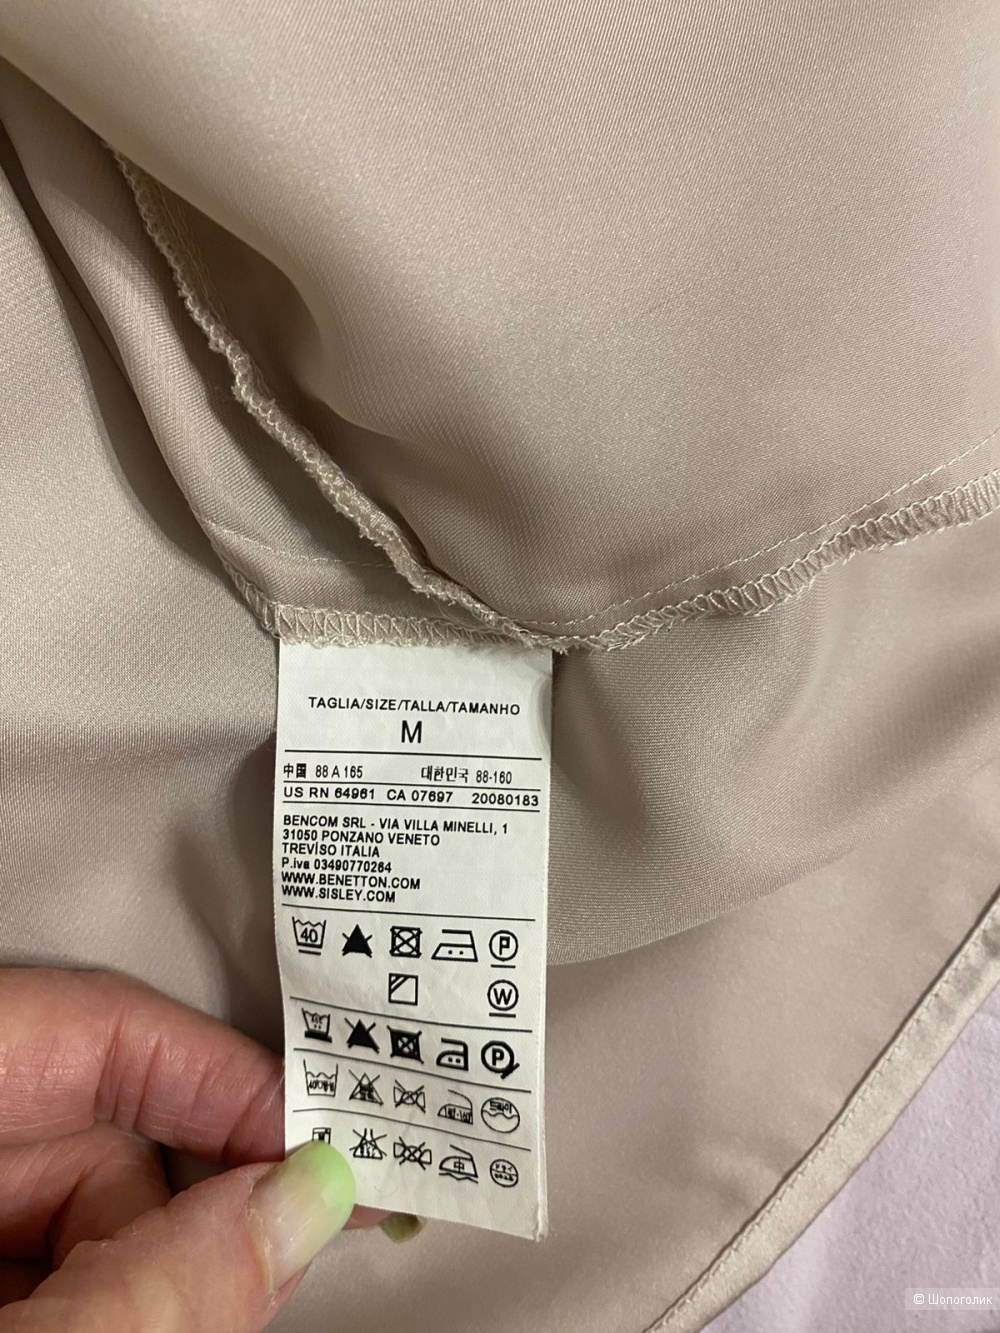 TAGLIA/SIZE/TALLA/TAMANHO
M
中国 88 A 165 대한민국 88-160
US RN 64961 CA 07697 20080183
BENCOM SRL - VIA VILLA MINELLI, 1
31050 PONZANO VENETO
TREVISO ITALIA
P.iva 03490770264
WWW.BENETTON.COM
WWW.SISLEY.COM
40 P
W
P
中
© Шопоголик